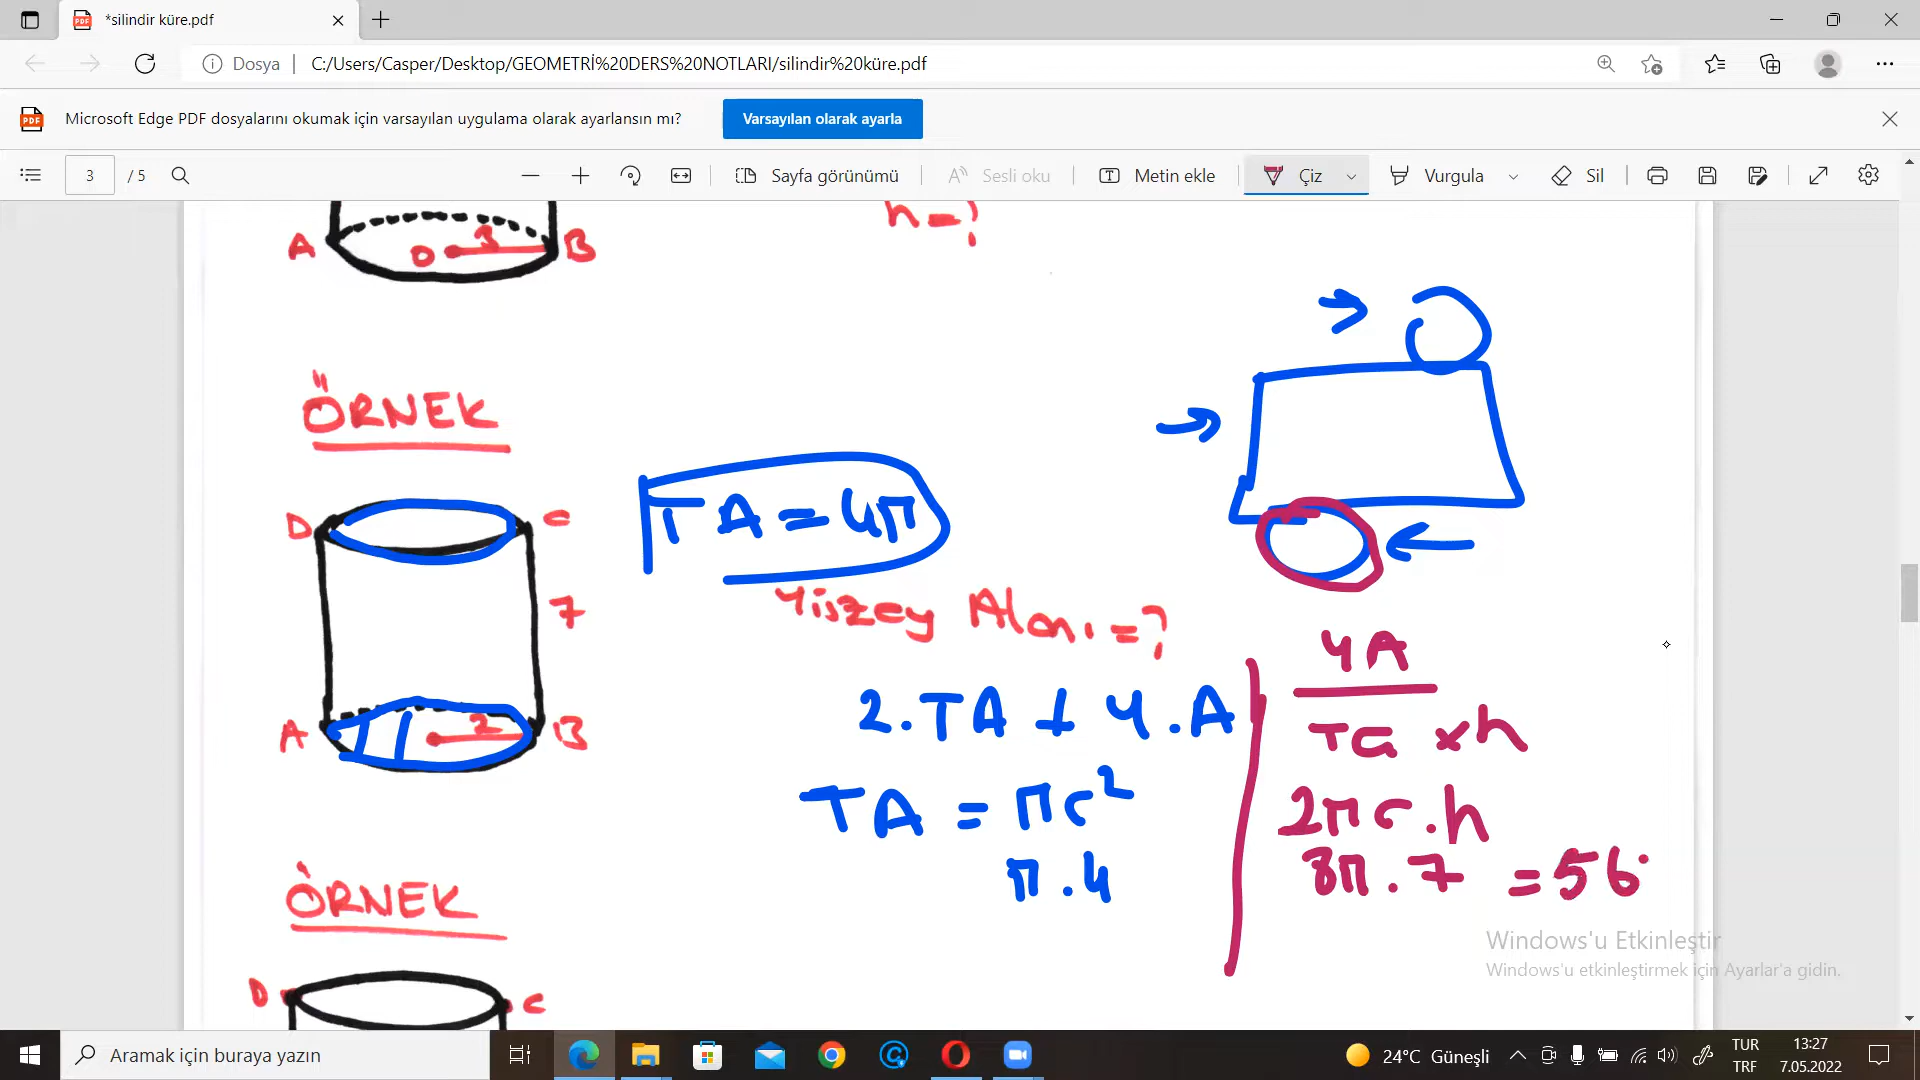 *silindir küre.pdf
Dosya
C:/Users/Casper/Desktop/GEOMETRİ%20DERS%20NOTLARI/silindir%20küre.pdf
Microsoft Edge PDF dosyalarını okumak için varsayılan uygulama olarak ayarlansın mı?
Varsayılan olarak ayarla
3 / 5
Sayfa görünümü
Sesli oku
Metin ekle
Çiz
Vurgula
Sil
h=?
A O 3 B
ÖRNEK
D C
TA=4π
7
Yüzey Alanı=?
A 2 B
2.TA + Y.A
TA = πr²
π.4
YA
TÇ x h
2πr.h
8π.7 =56
ÖRNEK
D C
Windows'u Etkinleştir
Windows'u etkinleştirmek için Ayarlar'a gidin.
Aramak için buraya yazın
24°C Güneşli
TUR
TRF
13:27
7.05.2022